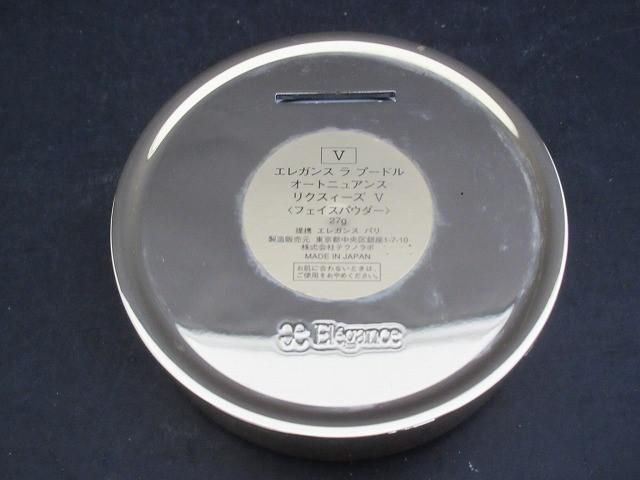 V
エレガンス ラ プードル
オートニュアンス
リクスィーズ V
〈フェイスパウダー〉
27g
提携 エレガンス パリ
製造販売元 東京都中央区銀座1-7-10
株式会社テクノラボ
MADE IN JAPAN
お肌に合わないときは、
ご使用をおやめください。
Elégance